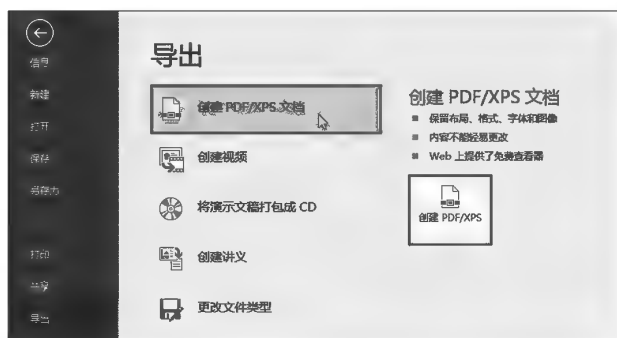 信息
新建
打开
保存
另存为
打印
共享
导出
导出
创建 PDF/XPS 文档
创建视频
将演示文稿打包成 CD
创建讲义
更改文件类型
创建 PDF/XPS 文档
保留布局、格式、字体和图像
内容不能轻易更改
Web 上提供了免费查看器
创建 PDF/XPS